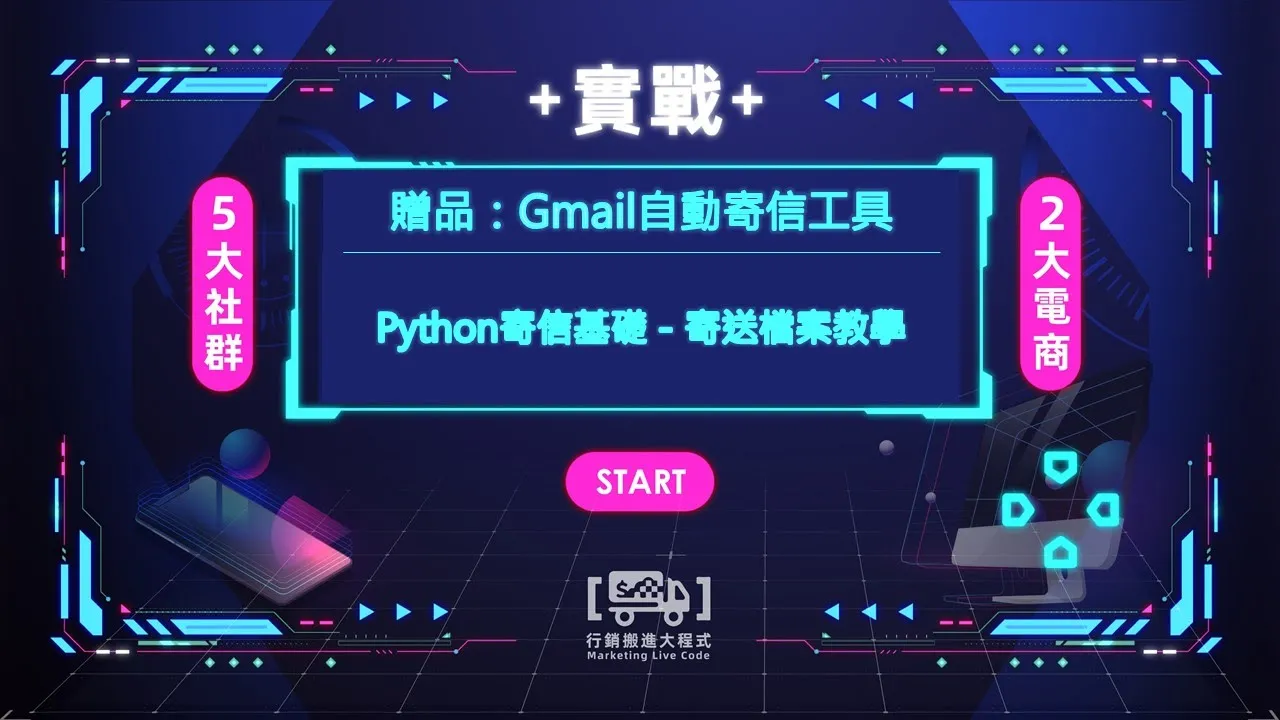 實戰
贈品：Gmail自動寄信工具
Python寄信基礎 - 寄送檔案教學
5大社群
2大電商
START
行銷搬進大程式
Marketing Live Code